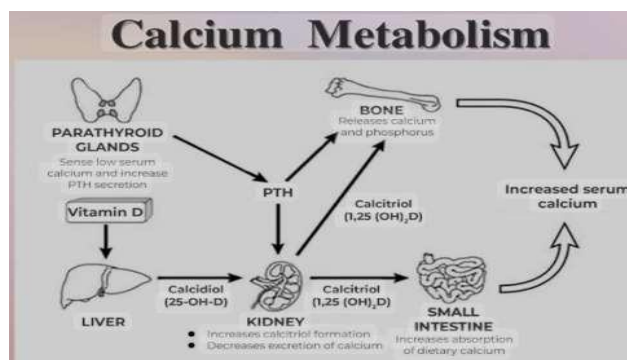 Calcium Metabolism
PARATHYROID
GLANDS
Sense low serum
calcium and increase
PTH secretion
BONE
Releases calcium
and phosphorus
Vitamin D
PTH
Calcitriol
(1,25 (OH)₂D)
Increased serum
calcium
Calcidiol
(25-OH-D)
Calcitriol
(1,25 (OH)₂D)
LIVER
KIDNEY
• Increases calcitriol formation
• Decreases excretion of calcium
SMALL
INTESTINE
Increases absorption
of dietary calcium